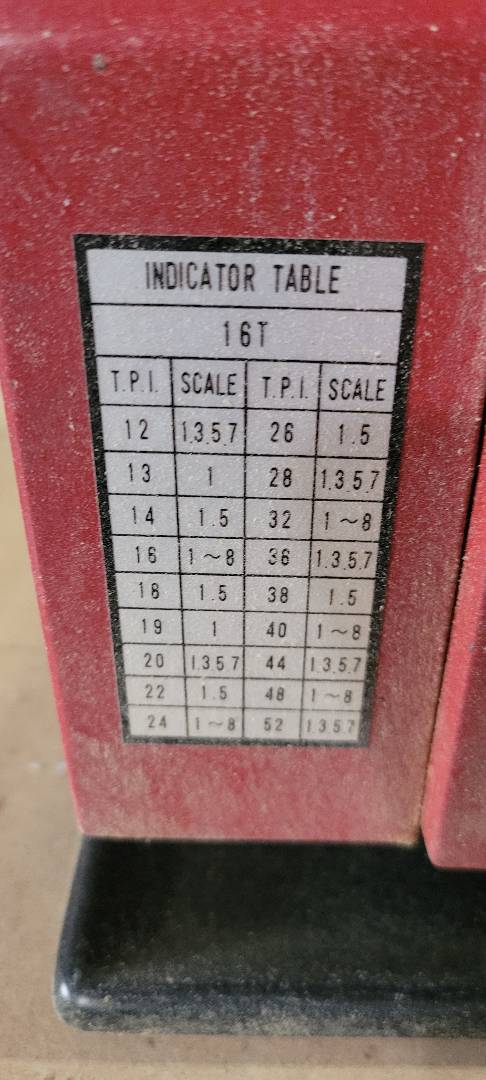 INDICATOR TABLE
16T
T.P.I. SCALE T.P.I. SCALE
12 1.3.5.7 26 1.5
13 1 28 1.3.5.7
14 1.5 32 1~8
16 1~8 36 1.3.5.7
18 1.5 38 1.5
19 1 40 1~8
20 1.3.5.7 44 1.3.5.7
22 1.5 48 1~8
24 1~8 52 1.3.5.7